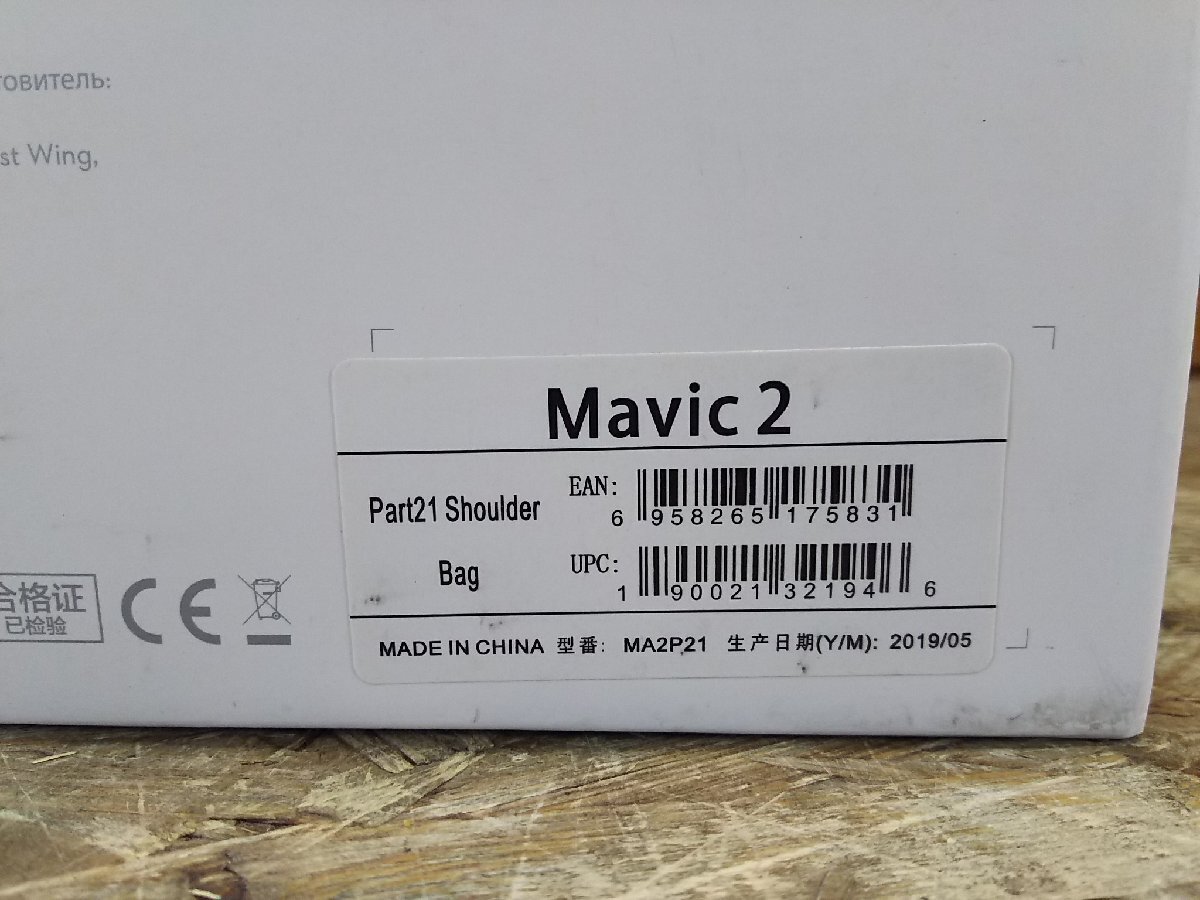 товитель:
st Wing,
Mavic 2
Part21 Shoulder
Bag
EAN:
6 958265 175831
UPC:
1 90021 32194 6
合格证
已检验
CE
MADE IN CHINA 型番: MA2P21 生产日期(Y/M): 2019/05